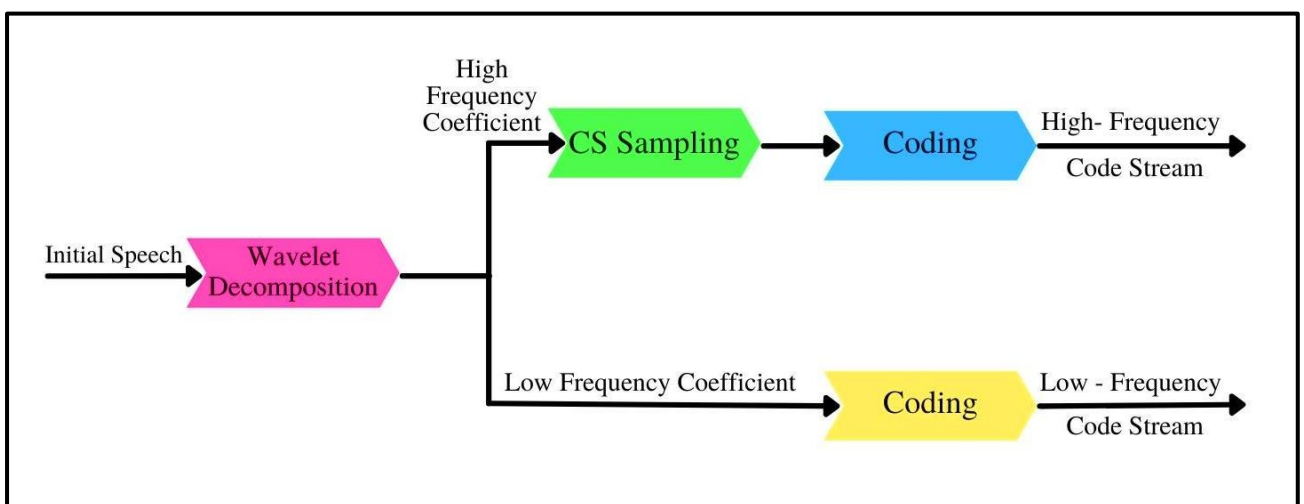 High
Frequency
Coefficient
CS Sampling
Coding
High- Frequency
Code Stream
Initial Speech
Wavelet
Decomposition
Low Frequency Coefficient
Coding
Low - Frequency
Code Stream